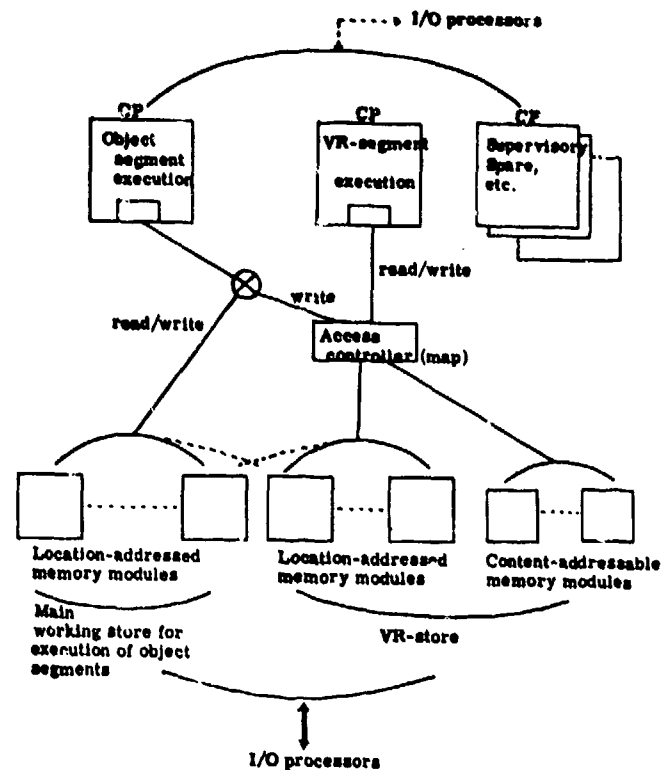 I/O processors
CP
CP
CP
Object
segment
execution
VR-segment
execution
Supervisory
Spare,
etc.
read/write
write
read/write
Access
controller (map)
Location-addressed
memory modules
Location-addressed
memory modules
Content-addressable
memory modules
Main
working store for
execution of object
segments
VR-store
I/O processors